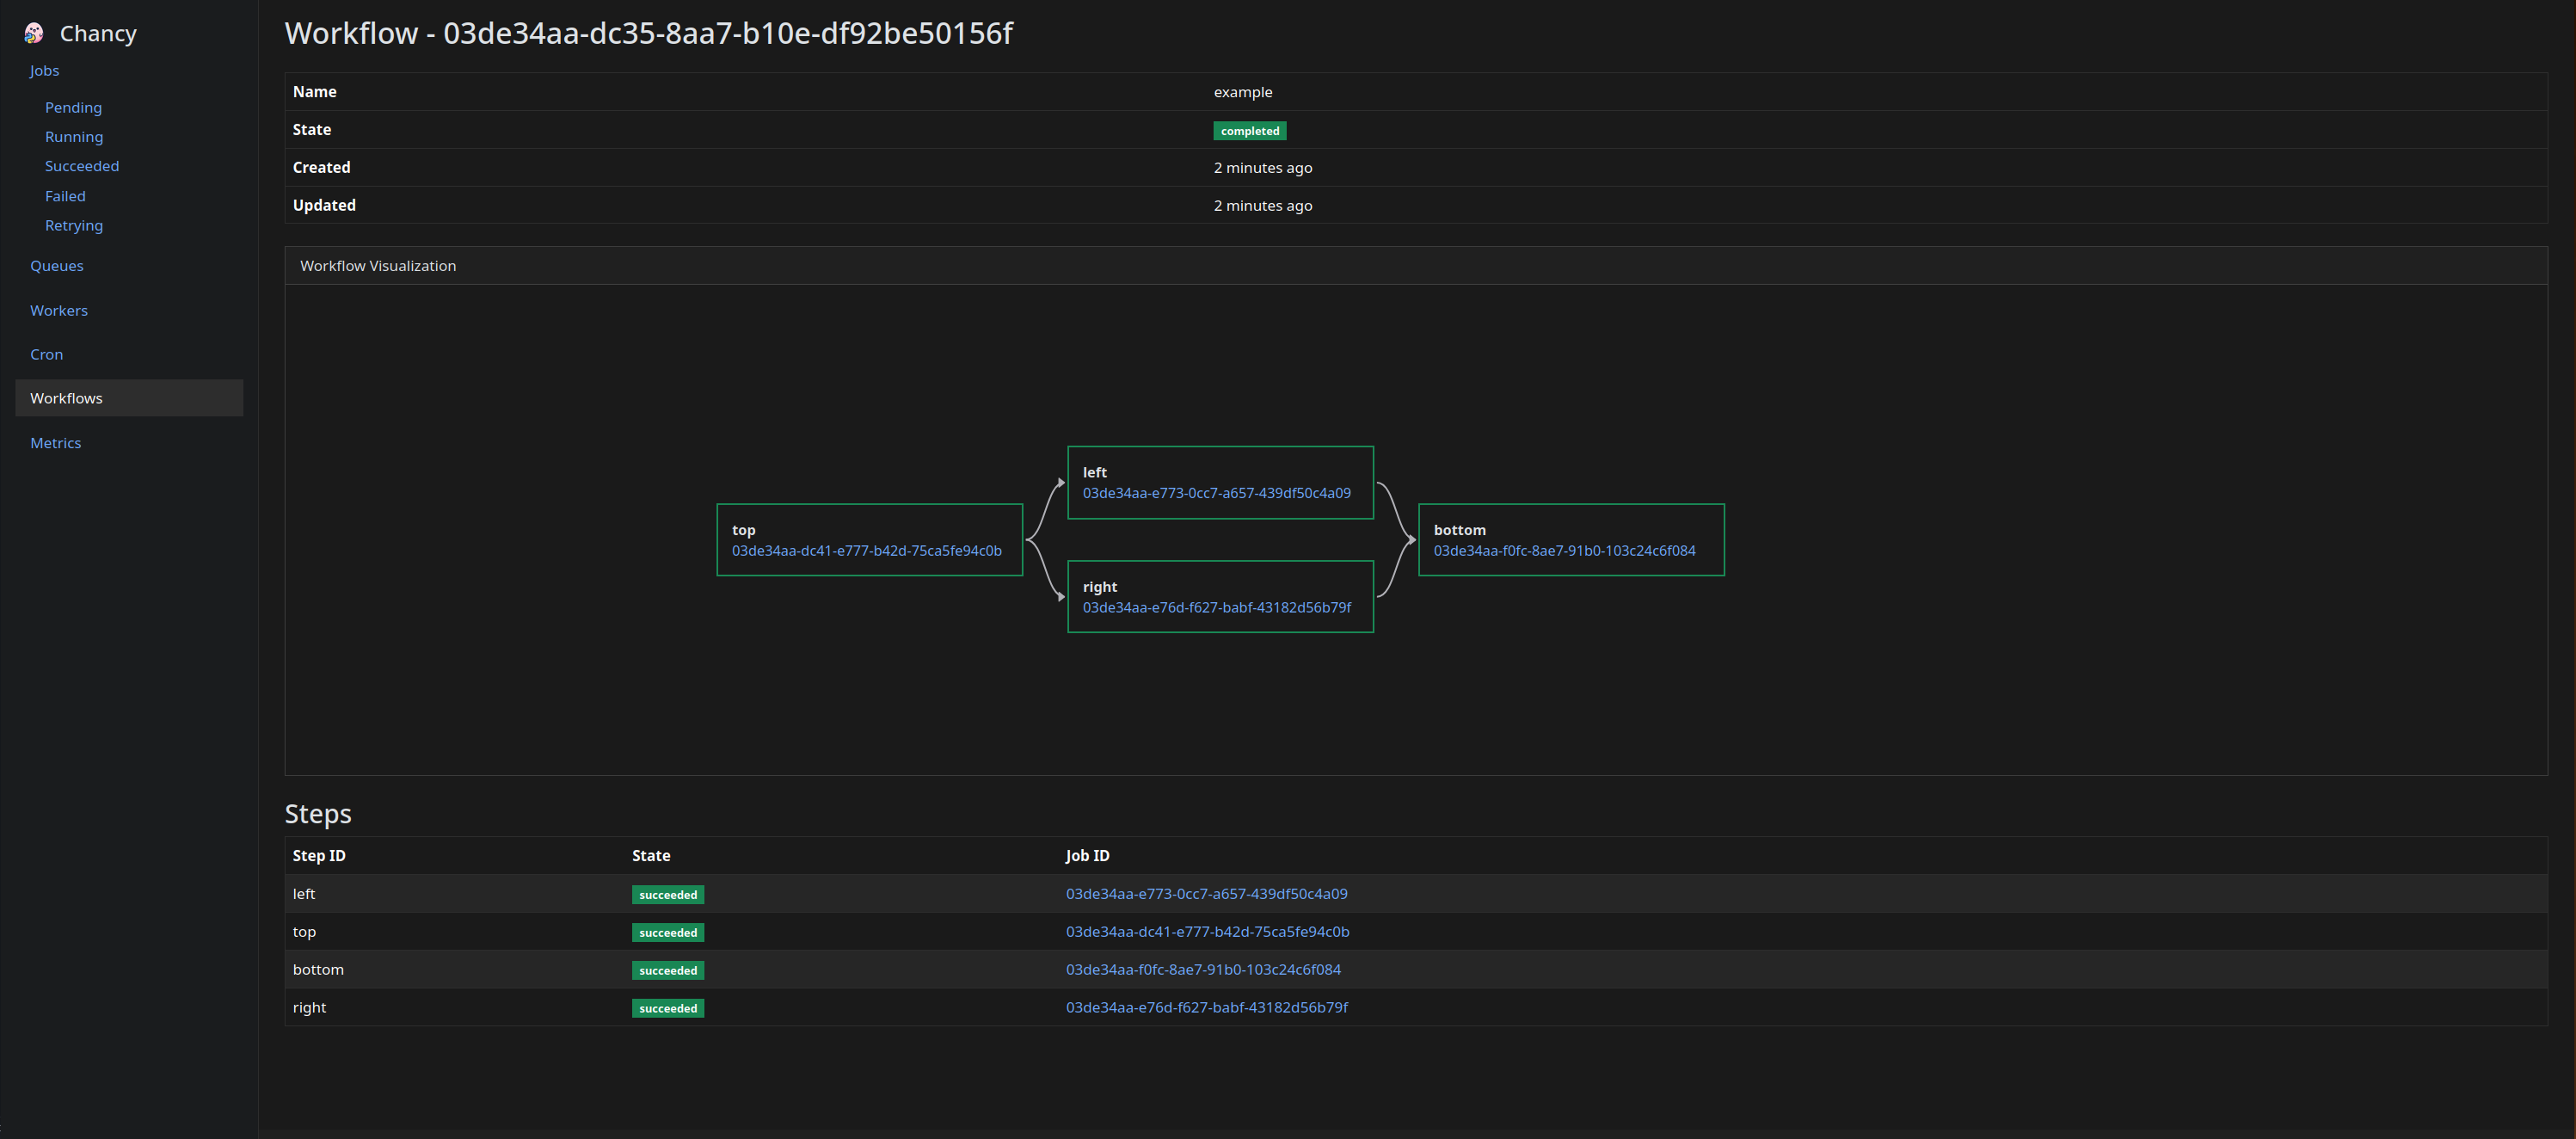 Chancy
Jobs
Pending
Running
Succeeded
Failed
Retrying
Queues
Workers
Cron
Workflows
Metrics
Workflow - 03de34aa-dc35-8aa7-b10e-df92be50156f
Name example
State completed
Created 2 minutes ago
Updated 2 minutes ago
Workflow Visualization
top
03de34aa-dc41-e777-b42d-75ca5fe94c0b
left
03de34aa-e773-0cc7-a657-439df50c4a09
right
03de34aa-e76d-f627-babf-43182d56b79f
bottom
03de34aa-f0fc-8ae7-91b0-103c24c6f084
Steps
Step ID State Job ID
left succeeded 03de34aa-e773-0cc7-a657-439df50c4a09
top succeeded 03de34aa-dc41-e777-b42d-75ca5fe94c0b
bottom succeeded 03de34aa-f0fc-8ae7-91b0-103c24c6f084
right succeeded 03de34aa-e76d-f627-babf-43182d56b79f